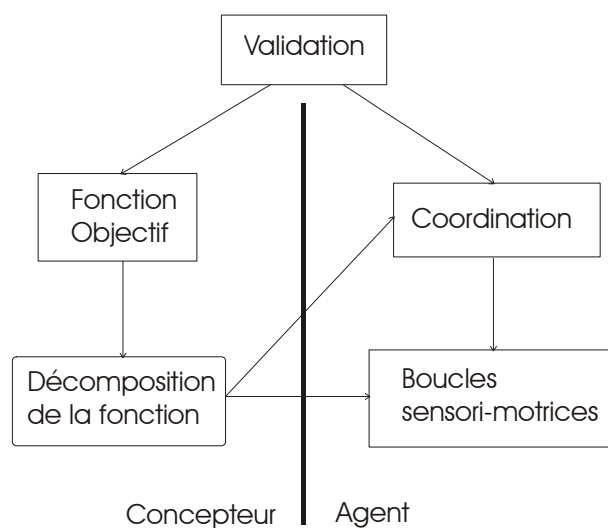 Validation
Fonction
Objectif
Coordination
Décomposition
de la fonction
Boucles
sensori-motrices
Concepteur
Agent